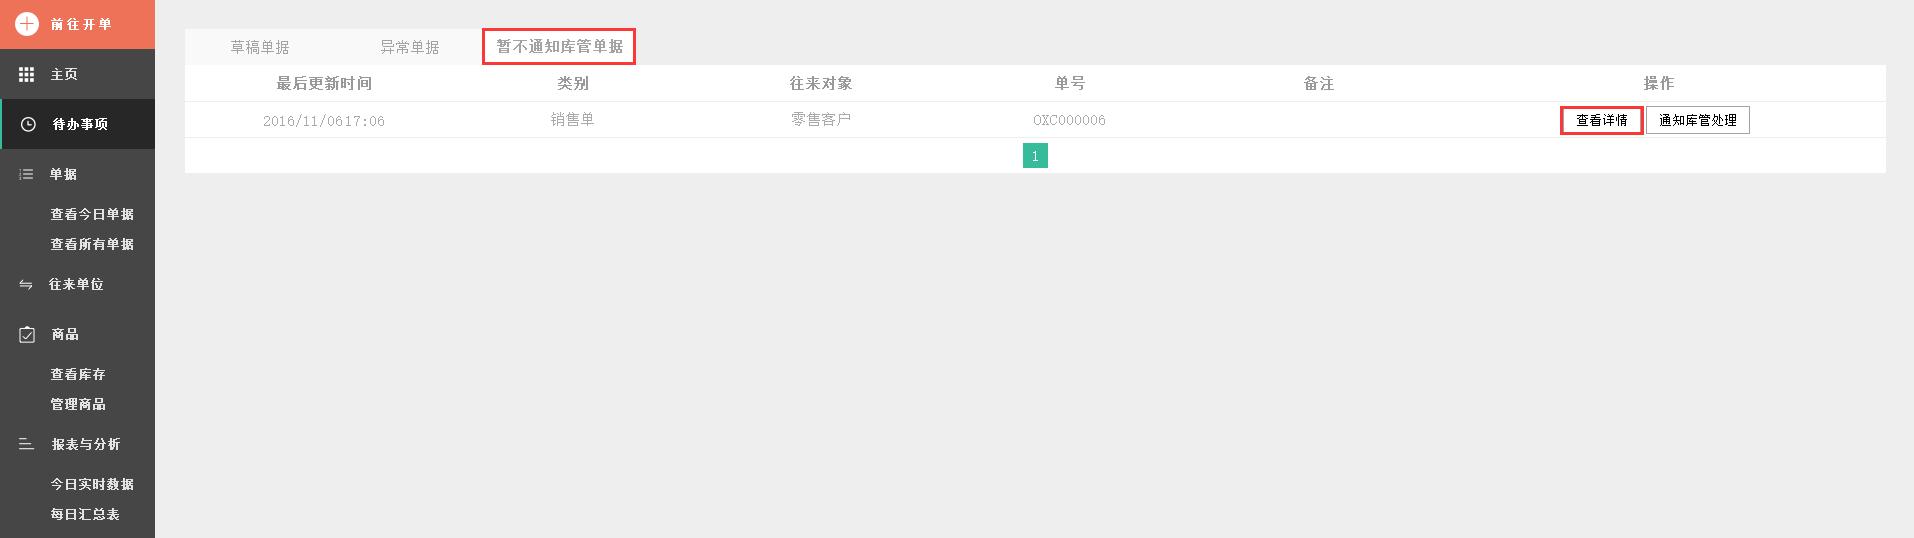 前往开单
主页
待办事项
单据
查看今日单据
查看所有单据
往来单位
商品
查看库存
管理商品
报表与分析
今日实时数据
每日汇总表
草稿单据 异常单据 暂不通知库管单据
最后更新时间 类别 往来对象 单号 备注 操作
2016/11/0617:06 销售单 零售客户 OXC000006 查看详情 通知库管处理
1